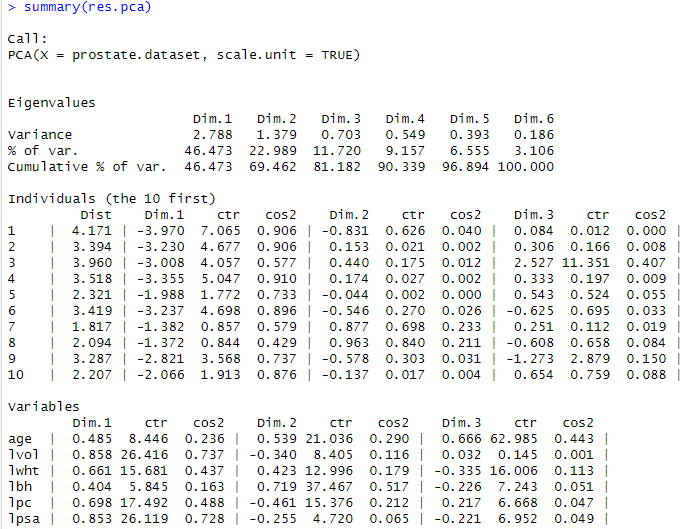 > summary(res.pca)
Call:
PCA(X = prostate.dataset, scale.unit = TRUE)
Eigenvalues
Dim.1 Dim.2 Dim.3 Dim.4 Dim.5 Dim.6
Variance 2.788 1.379 0.703 0.549 0.393 0.186
% of var. 46.473 22.989 11.720 9.157 6.555 3.106
Cumulative % of var. 46.473 69.462 81.182 90.339 96.894 100.000
Individuals (the 10 first)
Dist Dim.1 ctr cos2 Dim.2 ctr cos2 Dim.3 ctr cos2
1 | 4.171 | -3.970 7.065 0.906 | -0.831 0.626 0.040 | 0.084 0.012 0.000 |
2 | 3.394 | -3.230 4.677 0.906 | 0.153 0.021 0.002 | 0.306 0.166 0.008 |
3 | 3.960 | -3.008 4.057 0.577 | 0.440 0.175 0.012 | 2.527 11.351 0.407 |
4 | 3.518 | -3.355 5.047 0.910 | 0.174 0.027 0.002 | 0.333 0.197 0.009 |
5 | 2.321 | -1.988 1.772 0.733 | -0.044 0.002 0.000 | 0.543 0.524 0.055 |
6 | 3.419 | -3.237 4.698 0.896 | -0.546 0.270 0.026 | -0.625 0.695 0.033 |
7 | 1.817 | -1.382 0.857 0.579 | 0.877 0.698 0.233 | 0.251 0.112 0.019 |
8 | 2.094 | -1.372 0.844 0.429 | 0.963 0.840 0.211 | -0.608 0.658 0.084 |
9 | 3.287 | -2.821 3.568 0.737 | -0.578 0.303 0.031 | -1.273 2.879 0.150 |
10 | 2.207 | -2.066 1.913 0.876 | -0.137 0.017 0.004 | 0.654 0.759 0.088 |
Variables
Dim.1 ctr cos2 Dim.2 ctr cos2 Dim.3 ctr cos2
age | 0.485 8.446 0.236 | 0.539 21.036 0.290 | 0.666 62.985 0.443 |
lvol | 0.858 26.416 0.737 | -0.340 8.405 0.116 | 0.032 0.145 0.001 |
lwht | 0.661 15.681 0.437 | 0.423 12.996 0.179 | -0.335 16.006 0.113 |
lbh | 0.404 5.845 0.163 | 0.719 37.467 0.517 | -0.226 7.243 0.051 |
lpc | 0.698 17.492 0.488 | -0.461 15.376 0.212 | 0.217 6.668 0.047 |
lpsa | 0.853 26.119 0.728 | -0.255 4.720 0.065 | -0.221 6.952 0.049 |